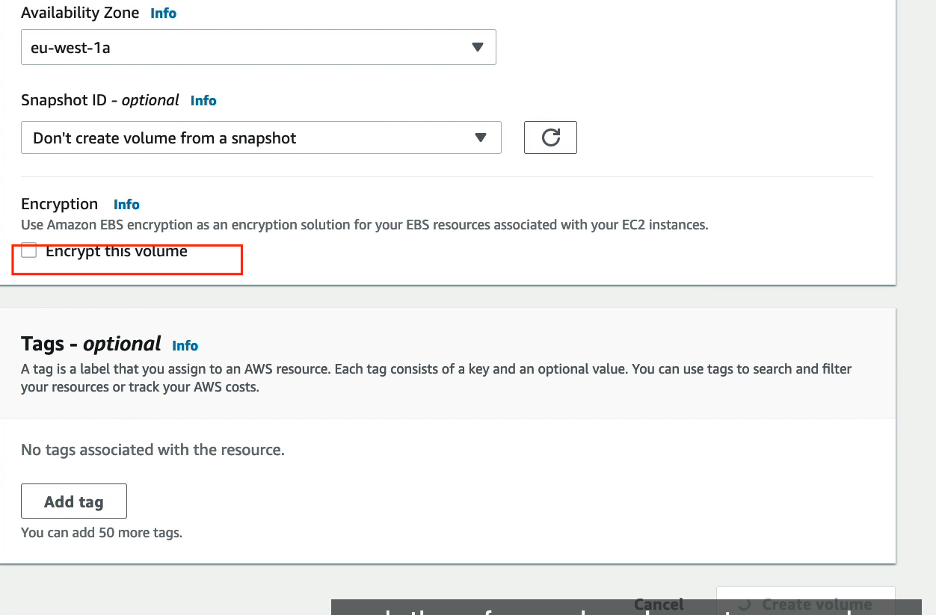 Availability Zone Info
eu-west-1a
Snapshot ID - optional Info
Don't create volume from a snapshot
Encryption Info
Use Amazon EBS encryption as an encryption solution for your EBS resources associated with your EC2 instances.
Encrypt this volume
Tags - optional Info
A tag is a label that you assign to an AWS resource. Each tag consists of a key and an optional value. You can use tags to search and filter
your resources or track your AWS costs.
No tags associated with the resource.
Add tag
You can add 50 more tags.
Cancel Create volume